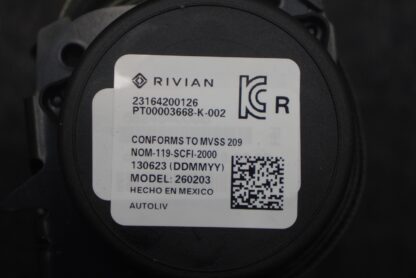 RIVIAN
23164200126
PT00003668-K-002
KC R
CONFORMS TO MVSS 209
NOM-119-SCFI-2000
130623 (DDMMYY)
MODEL: 260203
HECHO EN MEXICO
AUTOLIV